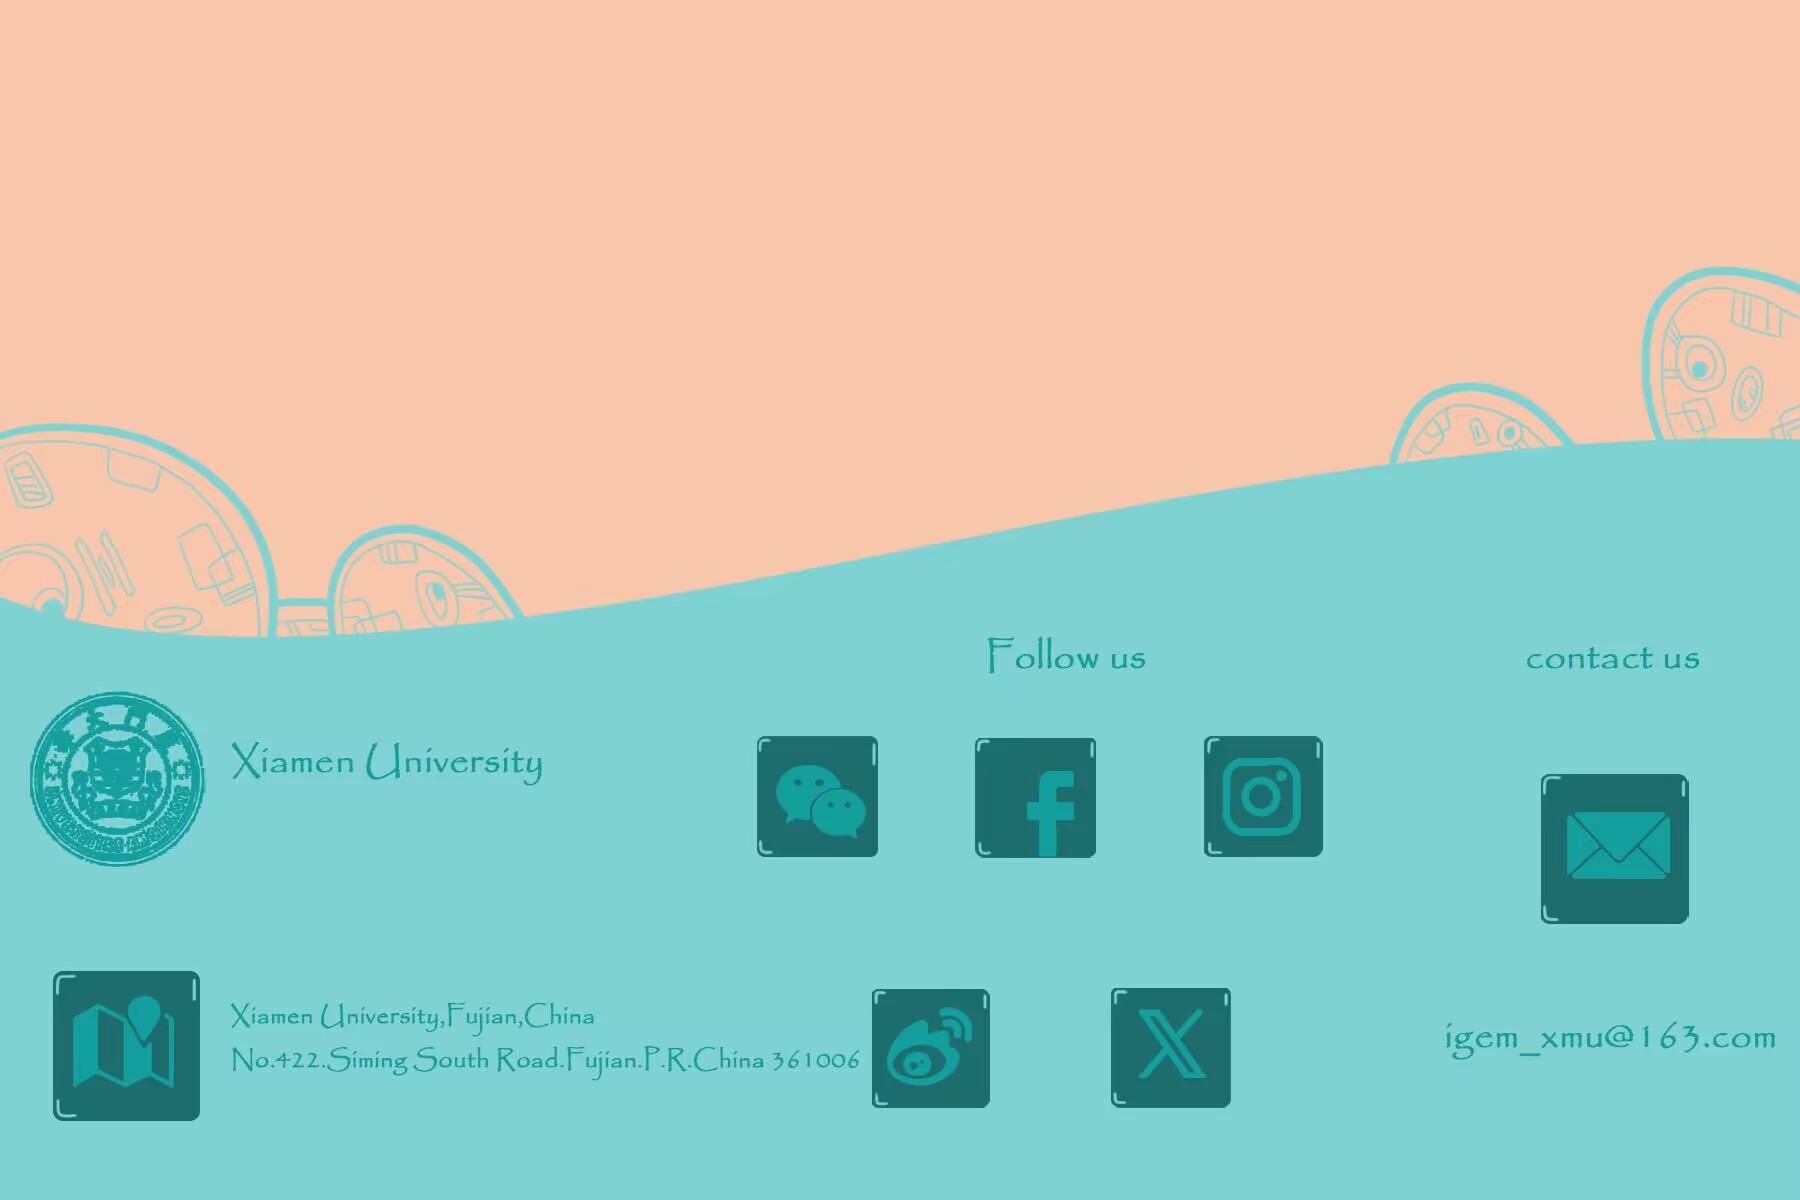 Follow us
contact us
Xiamen University
Xiamen University,Fujian,China
No.422.Siming South Road.Fujian.P.R.China 361006
igem_xmu@163.com